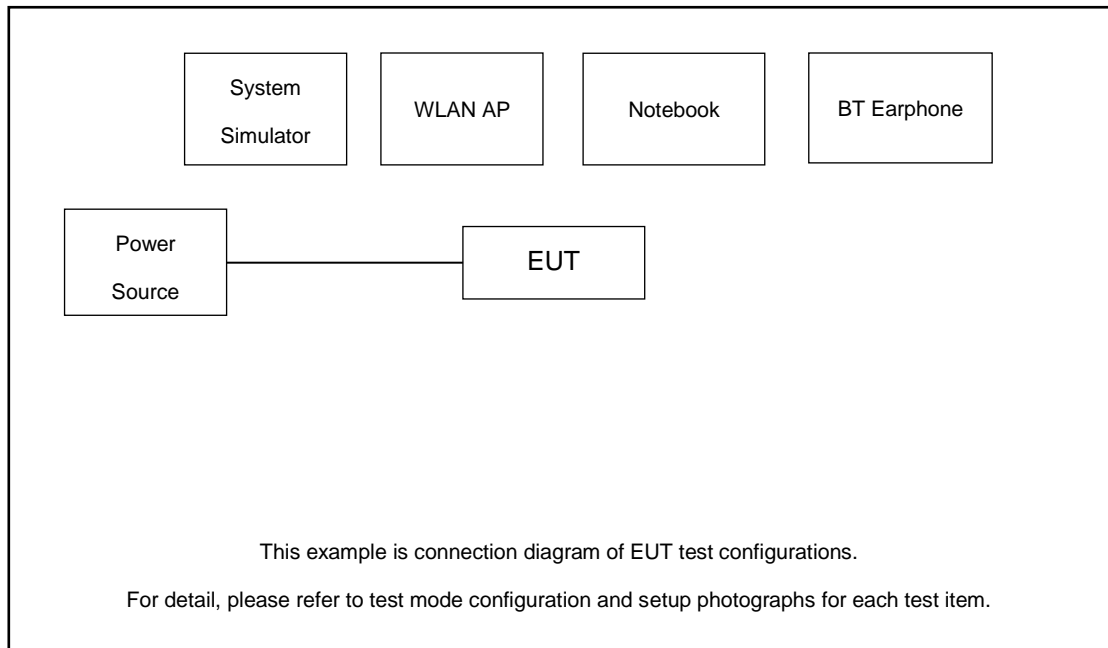 System
Simulator
WLAN AP
Notebook
BT Earphone
Power
Source
EUT
This example is connection diagram of EUT test configurations.
For detail, please refer to test mode configuration and setup photographs for each test item.